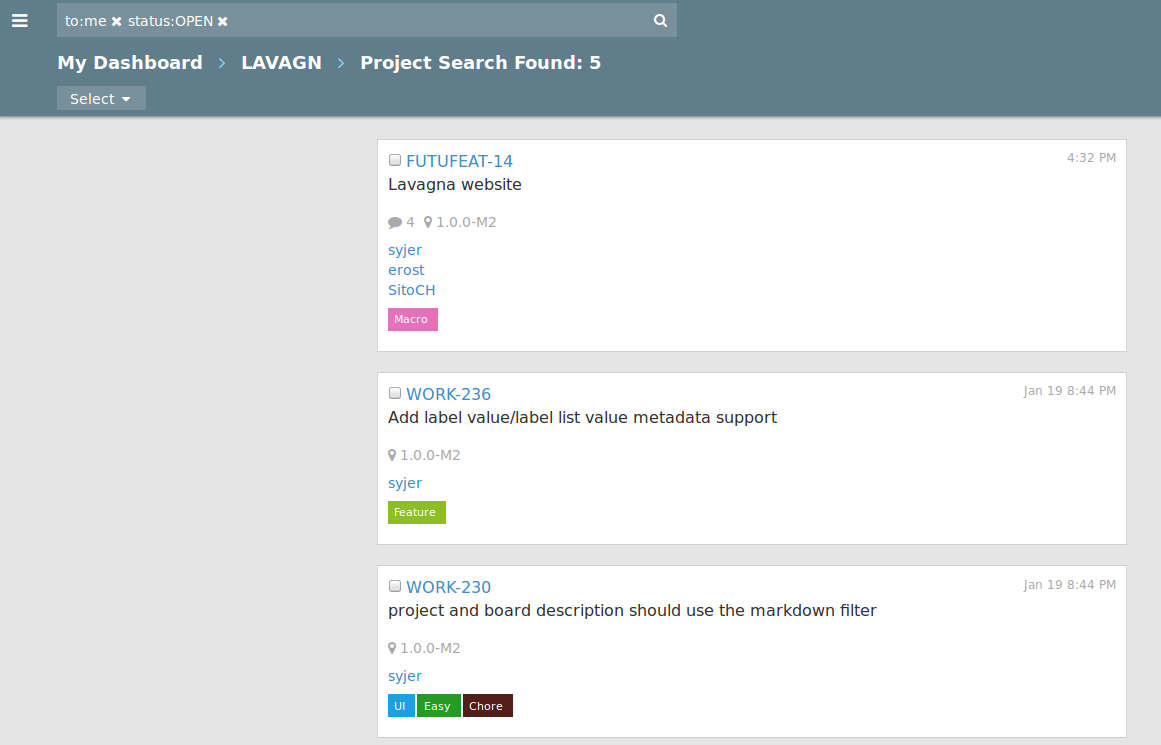 to:me ✖ status:OPEN ✖
My Dashboard > LAVAGN > Project Search Found: 5
Select
FUTUFEAT-14 4:32 PM
Lavagna website
4 1.0.0-M2
syjer
erost
SitoCH
Macro
WORK-236 Jan 19 8:44 PM
Add label value/label list value metadata support
1.0.0-M2
syjer
Feature
WORK-230 Jan 19 8:44 PM
project and board description should use the markdown filter
1.0.0-M2
syjer
UI Easy Chore